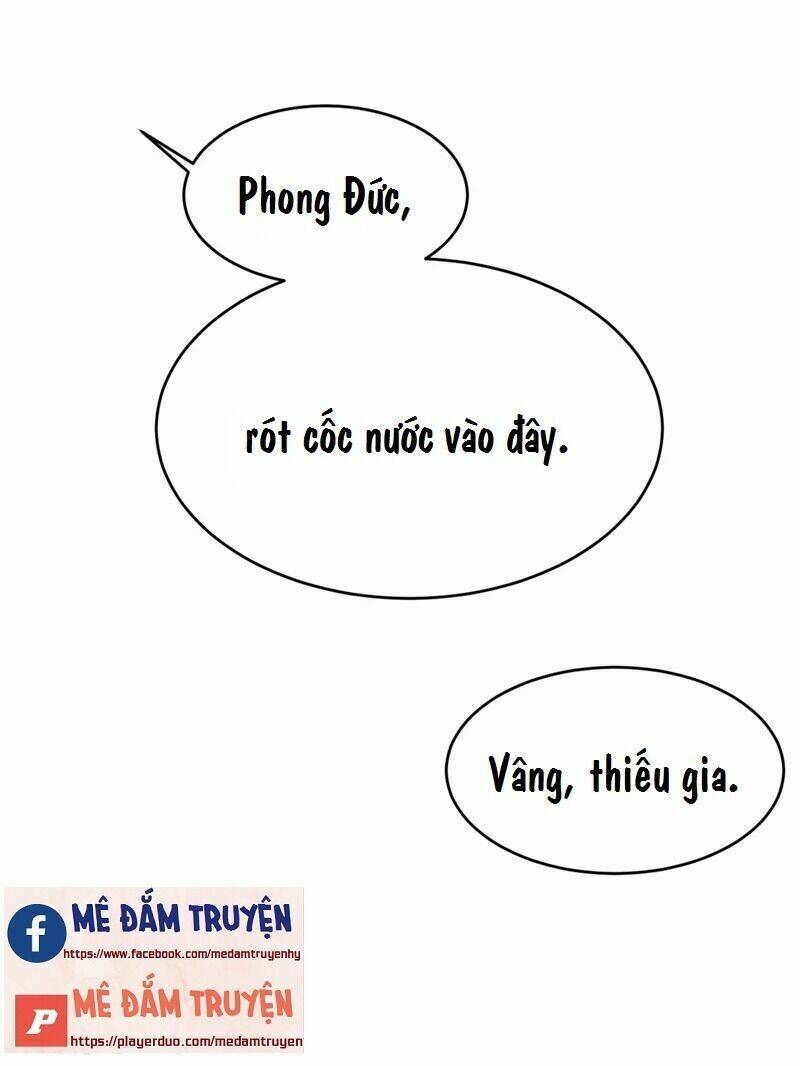 Phong Đức,
rót cốc nước vào đây.
Vâng, thiếu gia.
MÊ ĐẮM TRUYỆN
https://www.facebook.com/medamtruyenhy
MÊ ĐẮM TRUYỆN
https://playerduo.com/medamtruyen